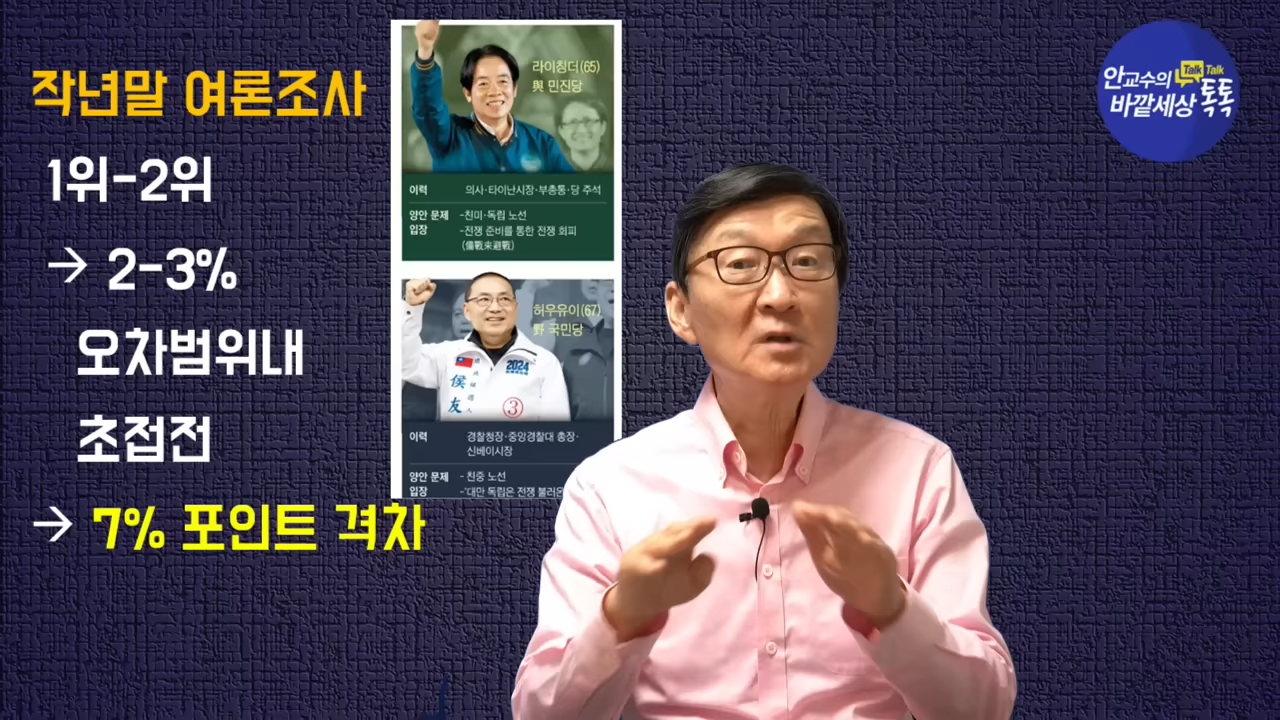 작년말 여론조사
1위-2위
→ 2-3%
오차범위내
초접전
→ 7% 포인트 격차
라이칭더(65)
與 민진당
이력 의사·타이난시장·부총통·당 주석
양안 문제 입장
-친미·독립 노선
-전쟁 준비를 통한 전쟁 회피
(備戰來避戰)
허우유이(67)
野 국민당
2024
侯
友
③
이력 경찰청장·중앙경찰대 총장·
신베이시장
양안 문제 입장
- 친중 노선
-'대만 독립은 전쟁 불러온
안교수의
Talk Talk
바깥세상 톡톡